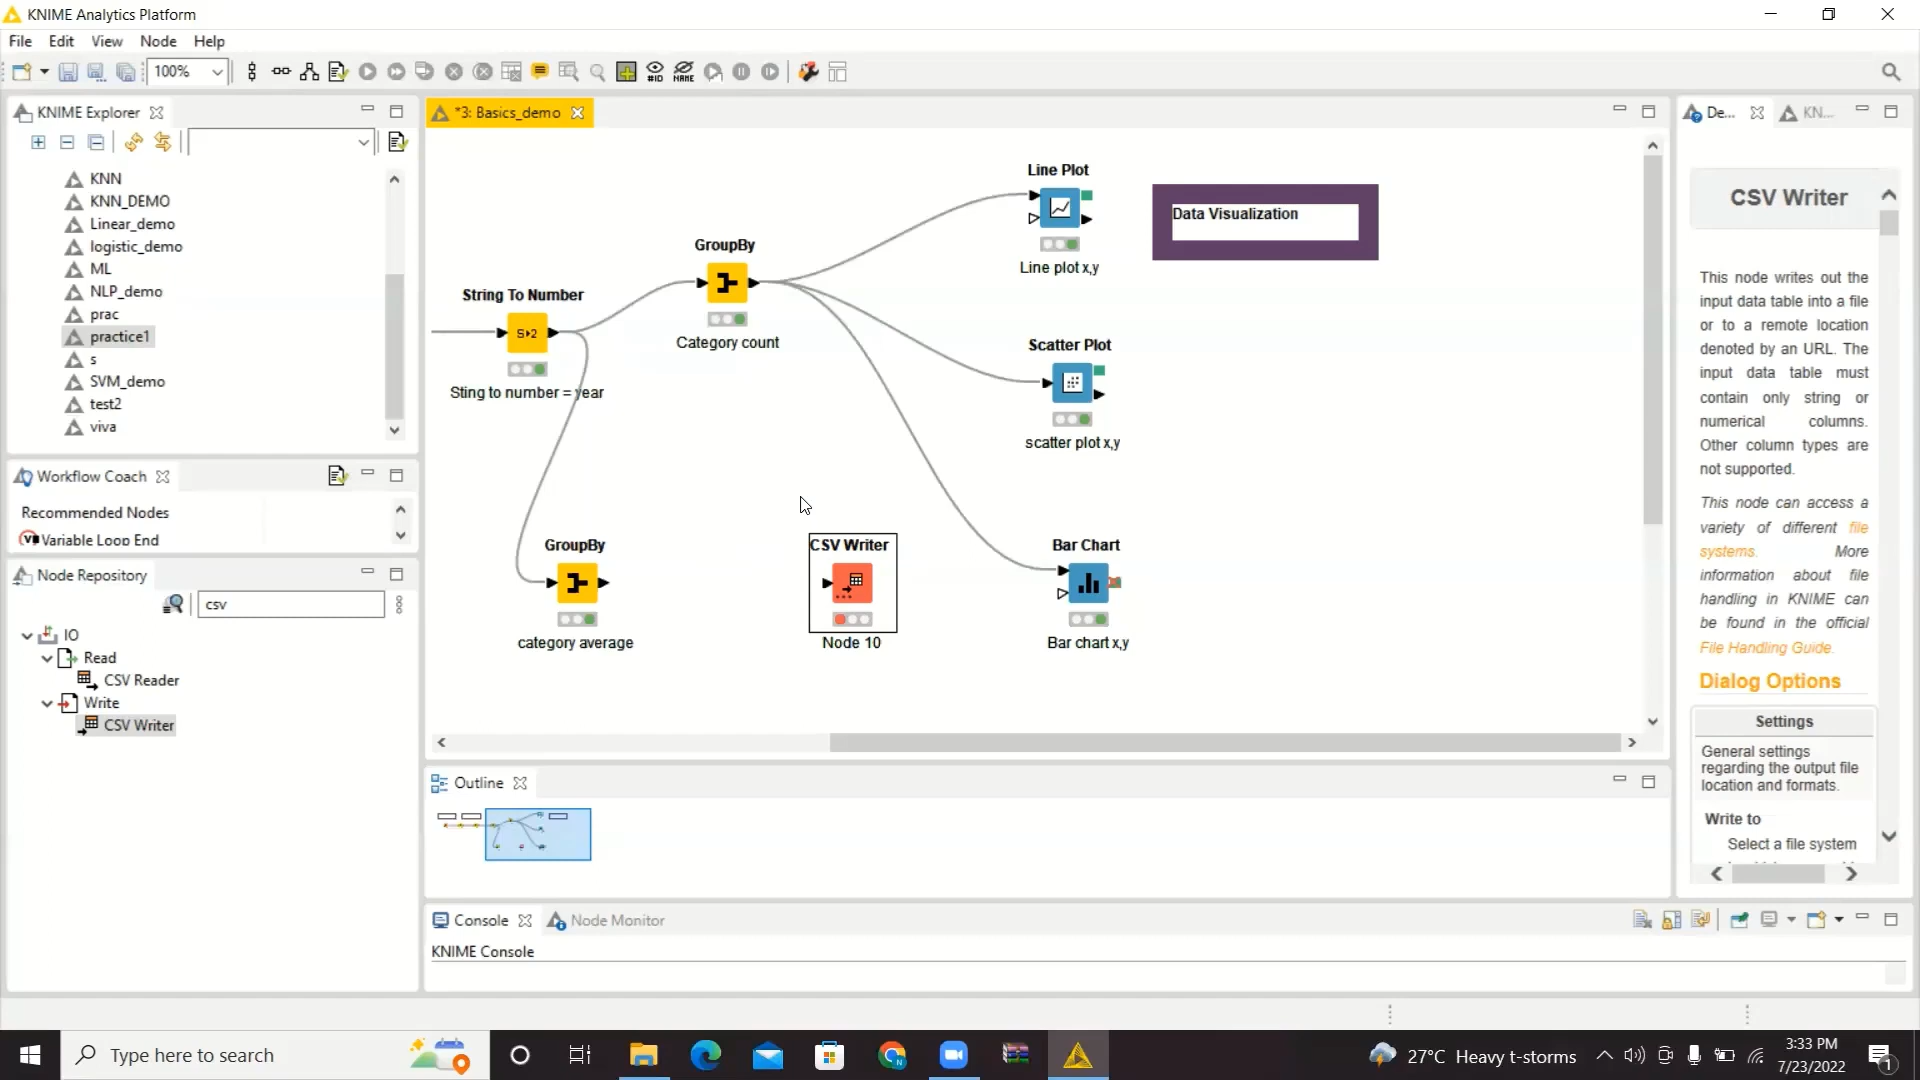 KNIME Analytics Platform
File Edit View Node Help
100%
#ID
NAME
KNIME Explorer
KNN
KNN_DEMO
Linear_demo
logistic_demo
ML
NLP_demo
prac
practice1
s
SVM_demo
test2
viva
Workflow Coach
Recommended Nodes
Variable Loop End
Node Repository
csv
IO
Read
CSV Reader
Write
CSV Writer
*3: Basics_demo
Line Plot
Line plot x,y
Data Visualization
GroupBy
Category count
String To Number
S▸2
Sting to number = year
Scatter Plot
scatter plot x,y
GroupBy
category average
CSV Writer
Node 10
Bar Chart
Bar chart x,y
Outline
Console
Node Monitor
KNIME Console
De...
KN...
CSV Writer
This node writes out the
input data table into a file
or to a remote location
denoted by an URL. The
input data table must
contain only string or
numerical columns.
Other column types are
not supported.
This node can access a
variety of different file
systems. More
information about file
handling in KNIME can
be found in the official
File Handling Guide.
Dialog Options
Settings
General settings
regarding the output file
location and formats.
Write to
Select a file system
Type here to search
27°C Heavy t-storms
3:33 PM
7/23/2022
1